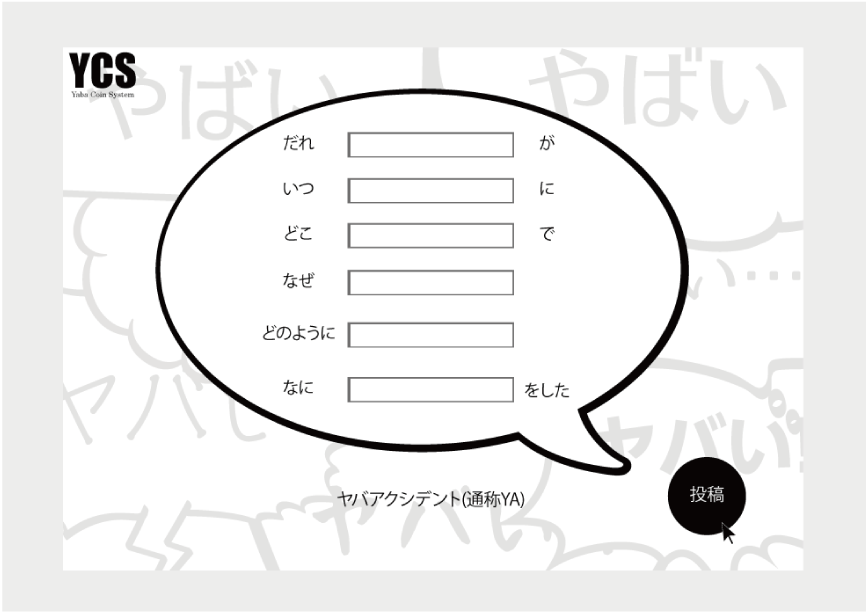 YCS
Yaba Coin System
やばい
やばい
だれ が
いつ に
どこ で
い…
なぜ
どのように
なに をした
ヤバい
ヤバい!
ヤバアクシデント(通称YA)
投稿
ヤバい